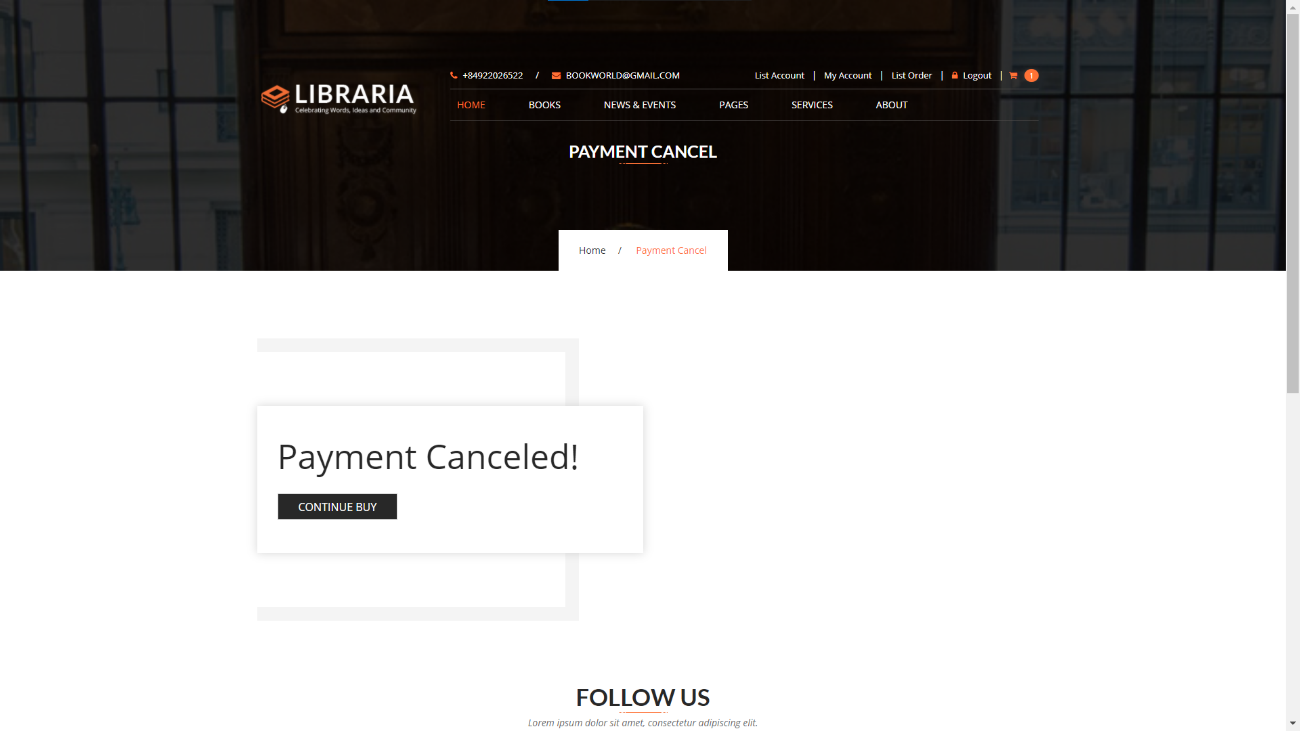 +84922026522 / BOOKWORLD@GMAIL.COM List Account | My Account | List Order | Logout | 1
LIBRARIA
Celebrating Words, Ideas and Community
HOME BOOKS NEWS & EVENTS PAGES SERVICES ABOUT
PAYMENT CANCEL
Home / Payment Cancel
Payment Canceled!
CONTINUE BUY
FOLLOW US
Lorem ipsum dolor sit amet, consectetur adipiscing elit.